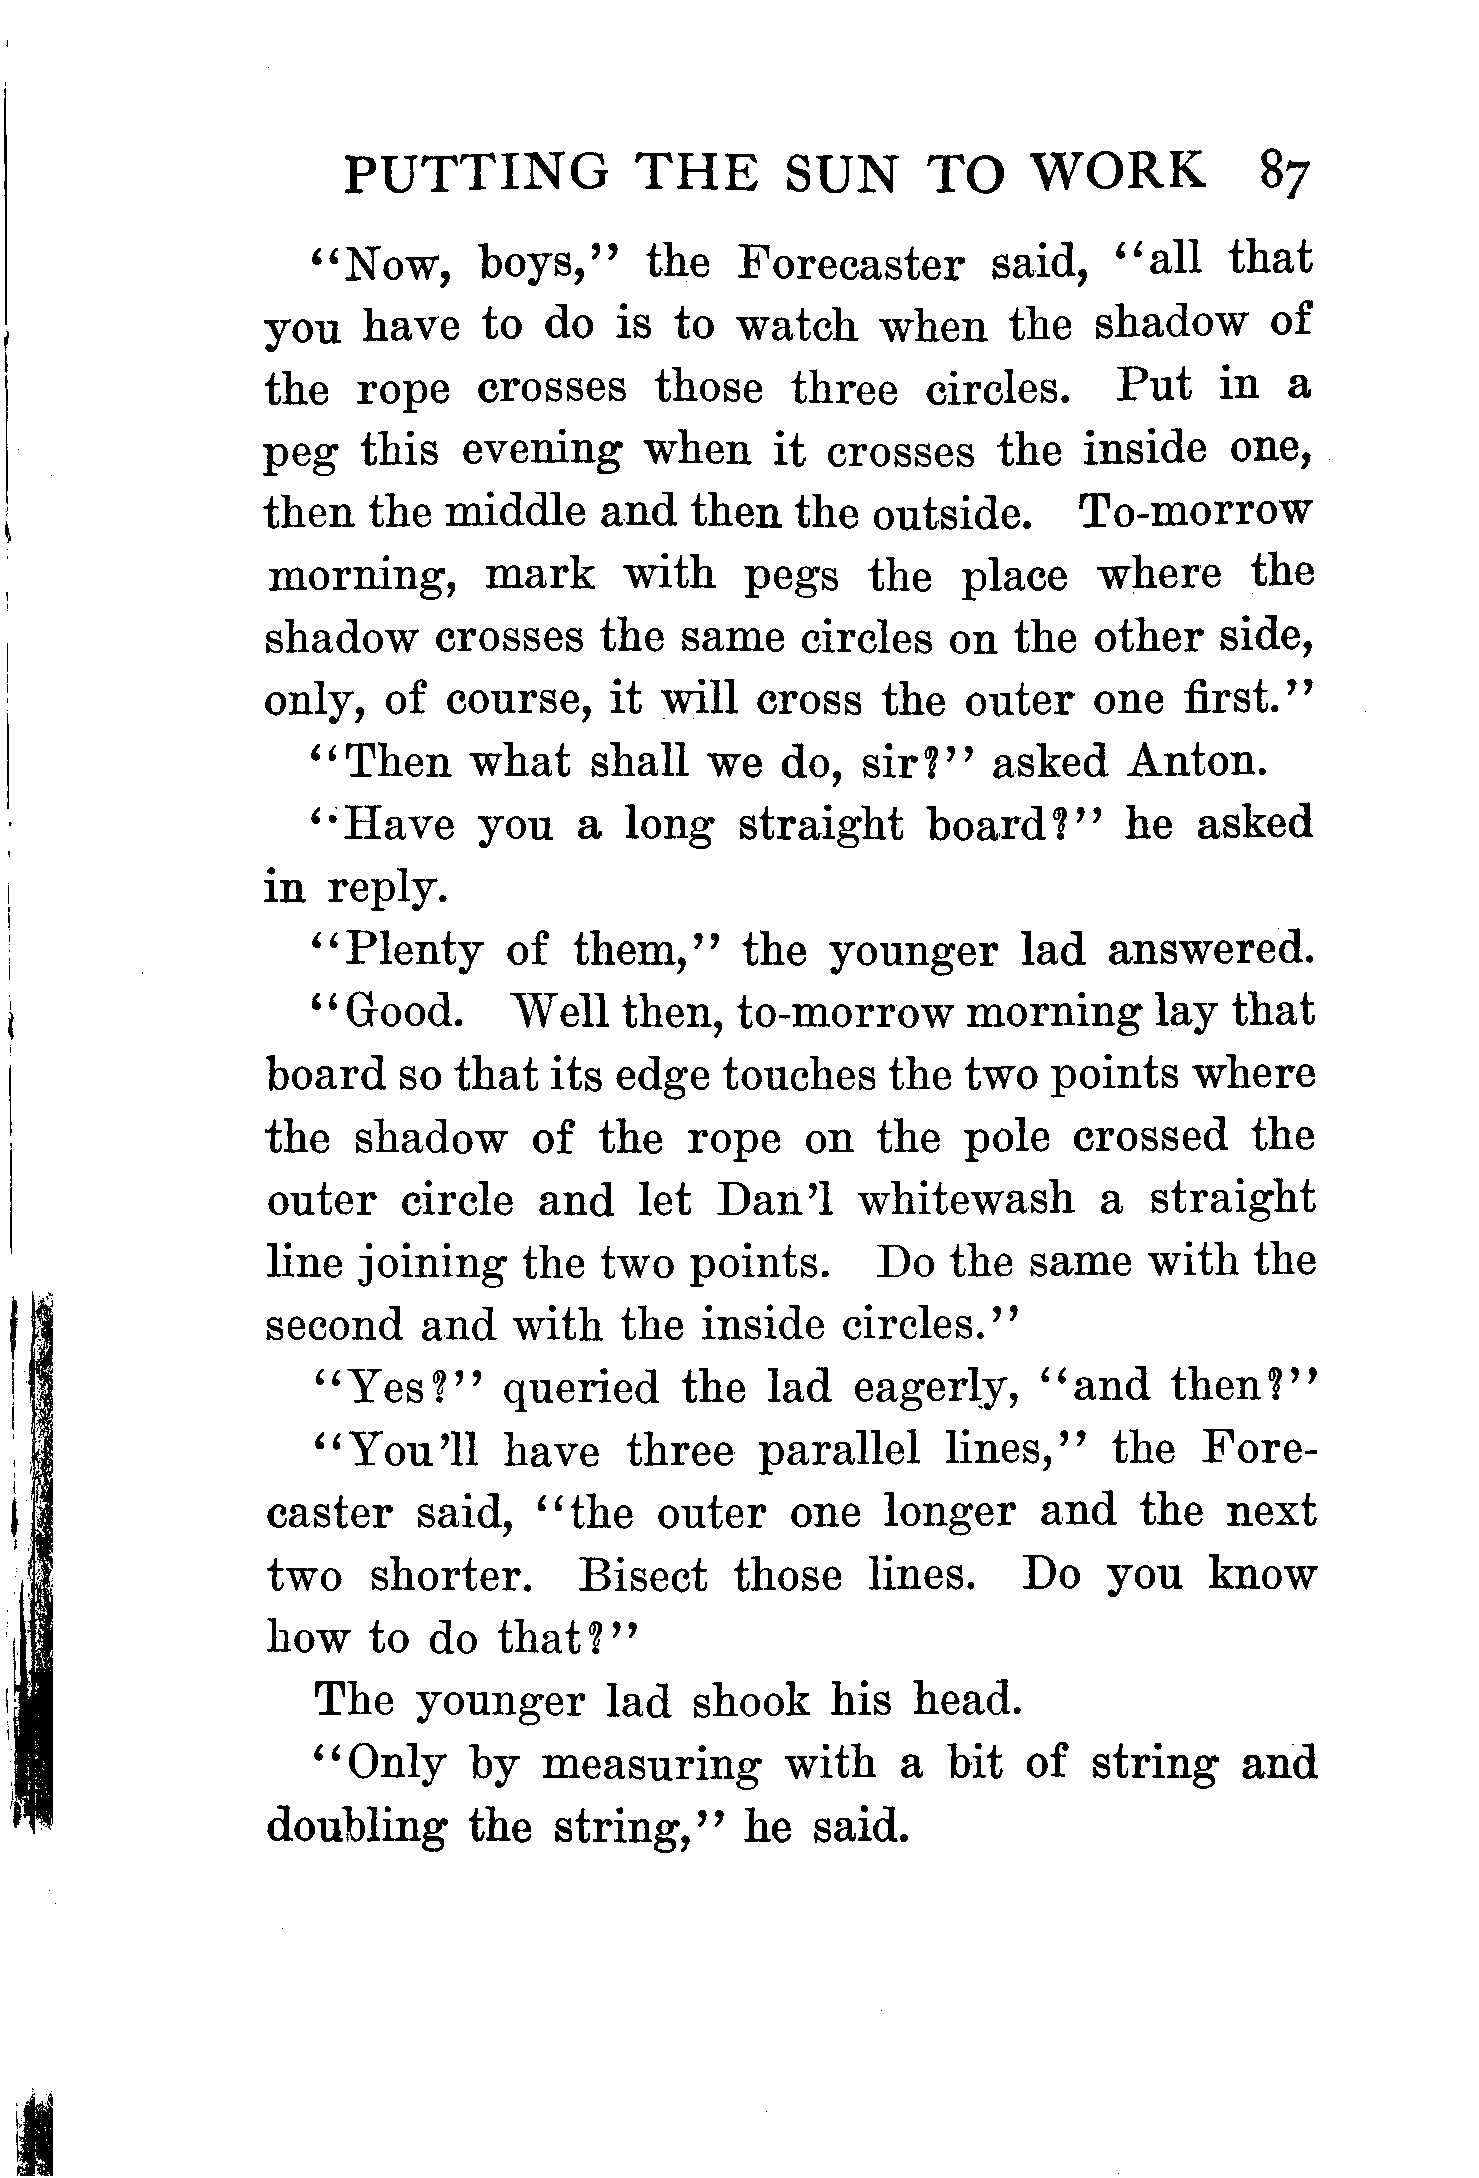 PUTTING THE SUN TO WORK 87
"Now, boys," the Forecaster said, "all that
you have to do is to watch when the shadow of
the rope crosses those three circles. Put in a
peg this evening when it crosses the inside one,
then the middle and then the outside. To-morrow
morning, mark with pegs the place where the
shadow crosses the same circles on the other side,
only, of course, it will cross the outer one first."
"Then what shall we do, sir?" asked Anton.
"Have you a long straight board?" he asked
in reply.
"Plenty of them," the younger lad answered.
"Good. Well then, to-morrow morning lay that
board so that its edge touches the two points where
the shadow of the rope on the pole crossed the
outer circle and let Dan'l whitewash a straight
line joining the two points. Do the same with the
second and with the inside circles."
"Yes?" queried the lad eagerly, "and then?"
"You'll have three parallel lines," the Fore-
caster said, "the outer one longer and the next
two shorter. Bisect those lines. Do you know
how to do that?"
The younger lad shook his head.
"Only by measuring with a bit of string and
doubling the string," he said.